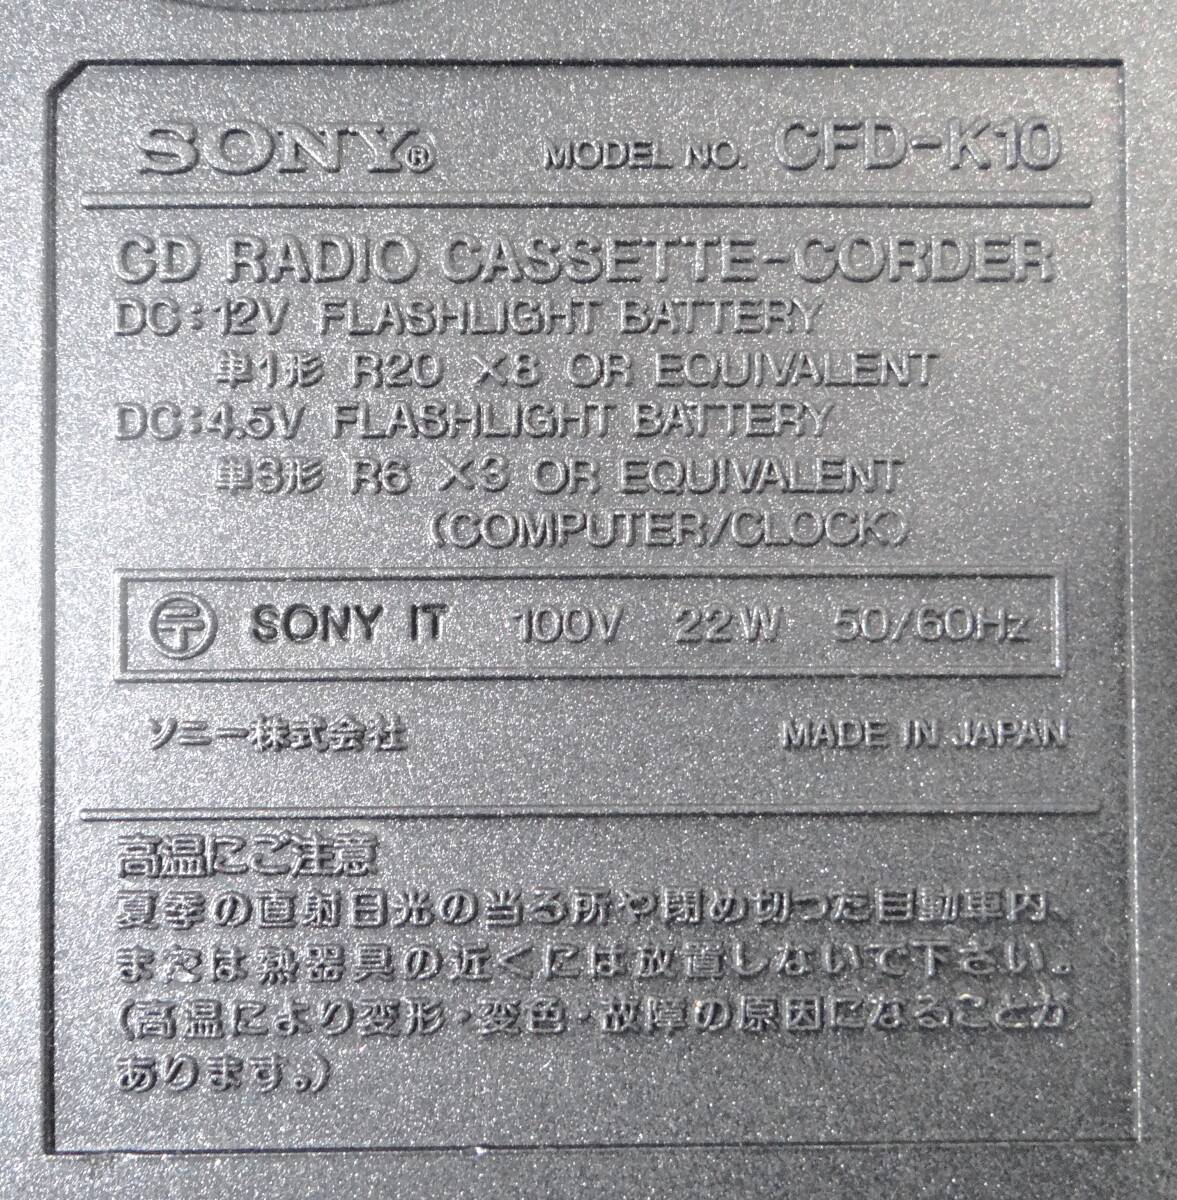 SONY® MODEL NO. CFD-K10
CD RADIO CASSETTE-CORDER
DC:12V FLASHLIGHT BATTERY
単1形 R20 ×8 OR EQUIVALENT
DC:4.5V FLASHLIGHT BATTERY
単3形 R6 ×3 OR EQUIVALENT
(COMPUTER/CLOCK)
〒 SONY IT 100V 22W 50/60Hz
ソニー株式会社 MADE IN JAPAN
高温にご注意
夏季の直射日光の当る所や閉め切った自動車内、
または熱器具の近くには放置しないで下さい。
(高温により変形・変色・故障の原因になることが
あります。)